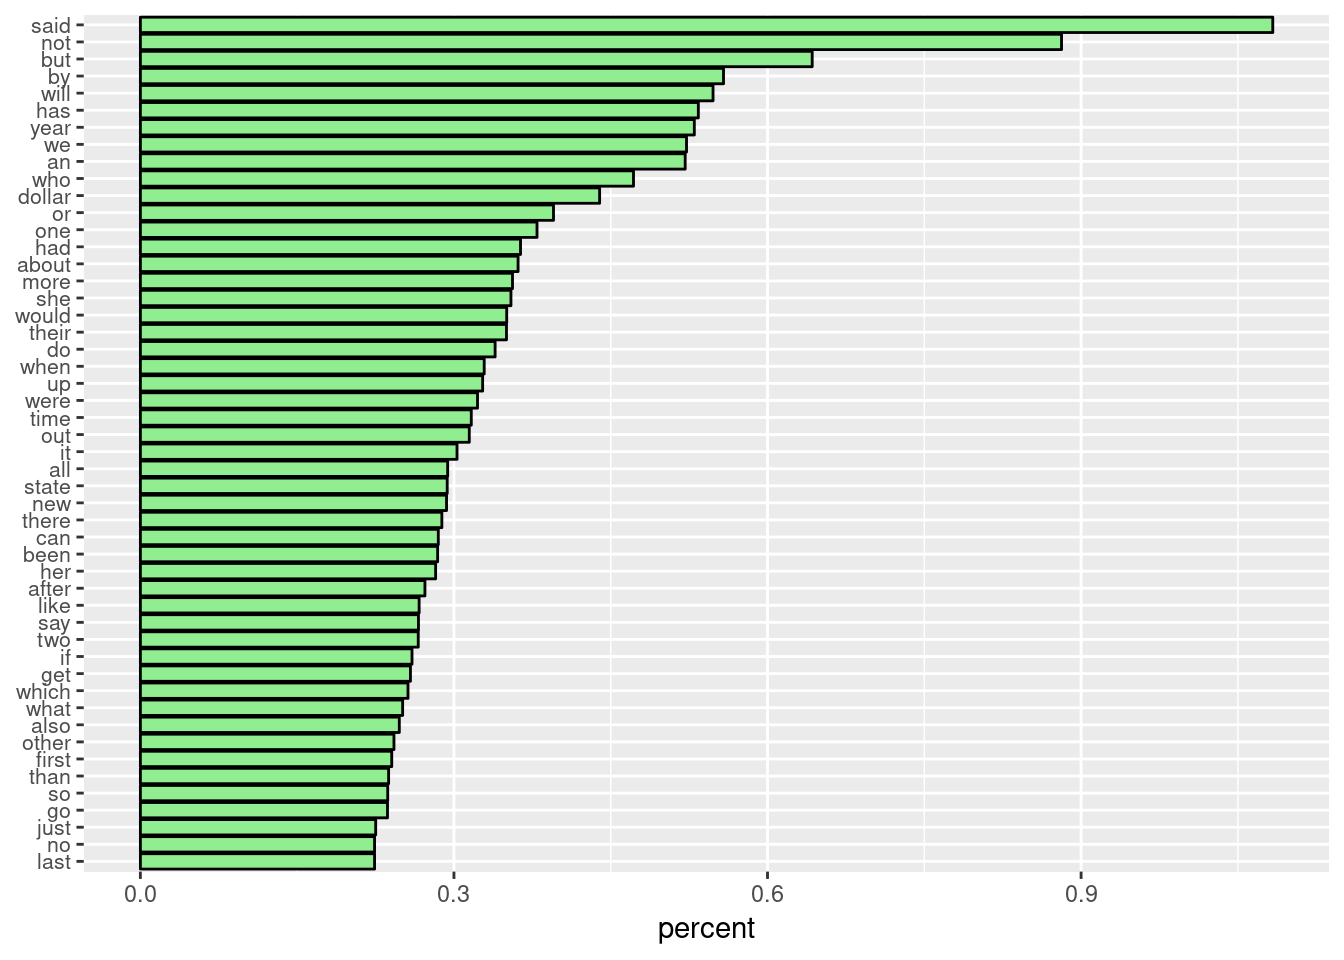 said
not
but
by
will
has
year
we
an
who
dollar
or
one
had
about
more
she
would
their
do
when
up
were
time
out
it
all
state
new
there
can
been
her
after
like
say
two
if
get
which
what
also
other
first
than
so
go
just
no
last
0.0 0.3 0.6 0.9
percent